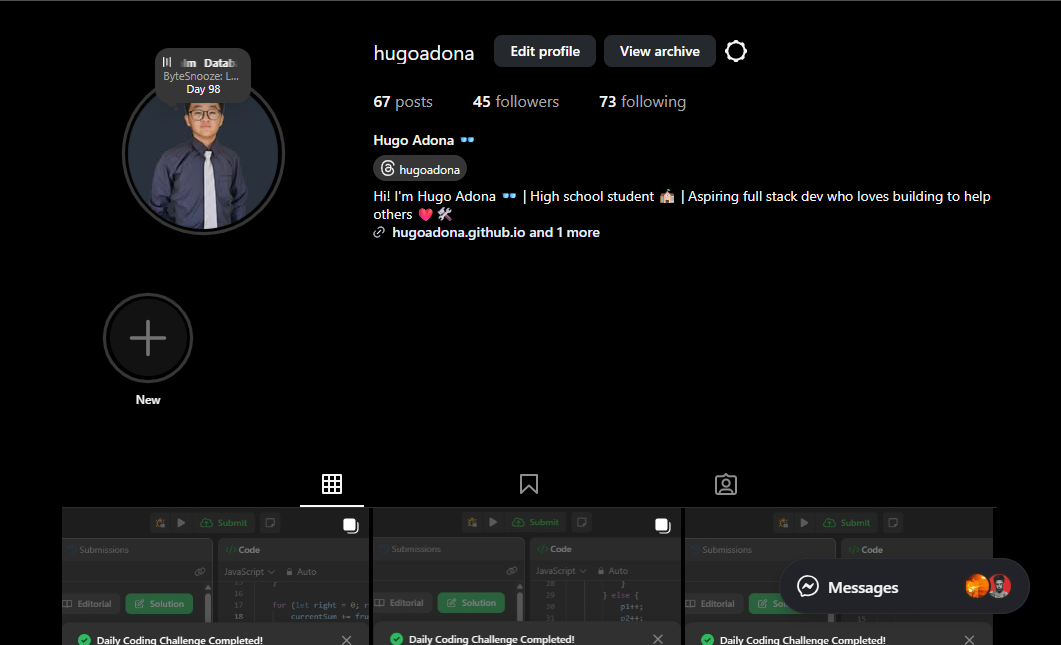 hugoadona Edit profile View archive
lm Datab
ByteSnooze: L...
Day 98
67 posts 45 followers 73 following
Hugo Adona 🕶️
hugoadona
Hi! I'm Hugo Adona 🕶️ | High school student 🏫 | Aspiring full stack dev who loves building to help
others ❤️ 🛠️
hugoadona.github.io and 1 more
New
Submit
Submissions
Code
JavaScript Auto
15 }
16
Editorial Solution
17 for (let right = 0; r
18 currentSum += fru
Daily Coding Challenge Completed!
Submit
Submissions
Code
JavaScript Auto
28 }
29 } else {
Editorial Solution
30 p1++;
31 p2++;
Daily Coding Challenge Completed!
Submit
Submissions
Code
Editorial So
15
Daily Coding Challenge Completed!
Messages